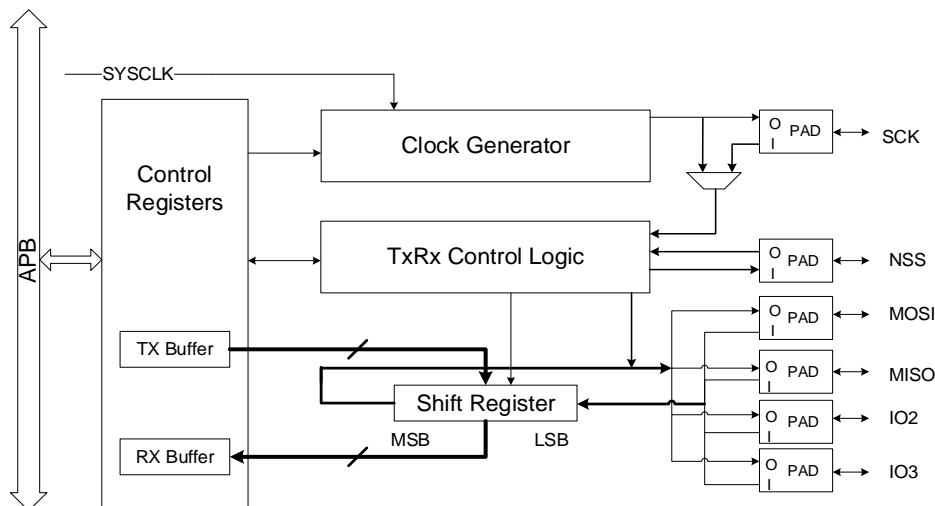 APB
SYSCLK
Control
Registers
Clock Generator
TxRx Control Logic
TX Buffer
RX Buffer
Shift Register
MSB
LSB
O
I
PAD
SCK
O
I
PAD
NSS
O
I
PAD
MOSI
O
I
PAD
MISO
O
I
PAD
IO2
O
I
PAD
IO3